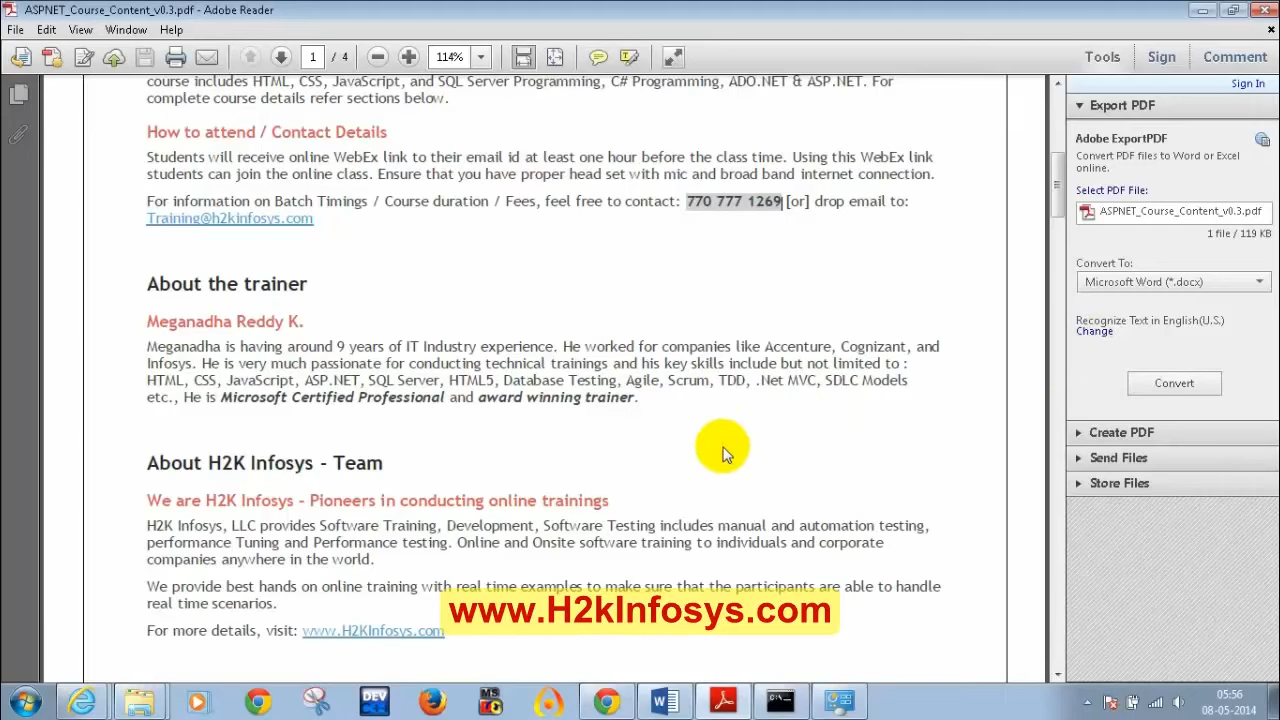 ASPNET_Course_Content_v0.3.pdf - Adobe Reader
File Edit View Window Help
1 / 4 114% Tools Sign Comment
course includes HTML, CSS, JavaScript, and SQL Server Programming, C# Programming, ADO.NET & ASP.NET. For
complete course details refer sections below.
How to attend / Contact Details
Students will receive online WebEx link to their email id at least one hour before the class time. Using this WebEx link
students can join the online class. Ensure that you have proper head set with mic and broad band internet connection.
For information on Batch Timings / Course duration / Fees, feel free to contact: 770 777 1269 [or] drop email to:
Training@h2kinfosys.com
About the trainer
Meganadha Reddy K.
Meganadha is having around 9 years of IT Industry experience. He worked for companies like Accenture, Cognizant, and
Infosys. He is very much passionate for conducting technical trainings and his key skills include but not limited to :
HTML, CSS, JavaScript, ASP.NET, SQL Server, HTML5, Database Testing, Agile, Scrum, TDD, .Net MVC, SDLC Models
etc., He is Microsoft Certified Professional and award winning trainer.
About H2K Infosys - Team
We are H2K Infosys - Pioneers in conducting online trainings
H2K Infosys, LLC provides Software Training, Development, Software Testing includes manual and automation testing,
performance Tuning and Performance testing. Online and Onsite software training to individuals and corporate
companies anywhere in the world.
We provide best hands on online training with real time examples to make sure that the participants are able to handle
real time scenarios.
For more details, visit: www.H2KInfosys.com
www.H2kInfosys.com
Sign In
Export PDF
Adobe ExportPDF
Convert PDF files to Word or Excel
online.
Select PDF File:
ASPNET_Course_Content_v0.3.pdf
1 file / 119 KB
Convert To:
Microsoft Word (*.docx)
Recognize Text in English(U.S.)
Change
Convert
Create PDF
Send Files
Store Files
DEV
MS
C:\
05:56
08-05-2014